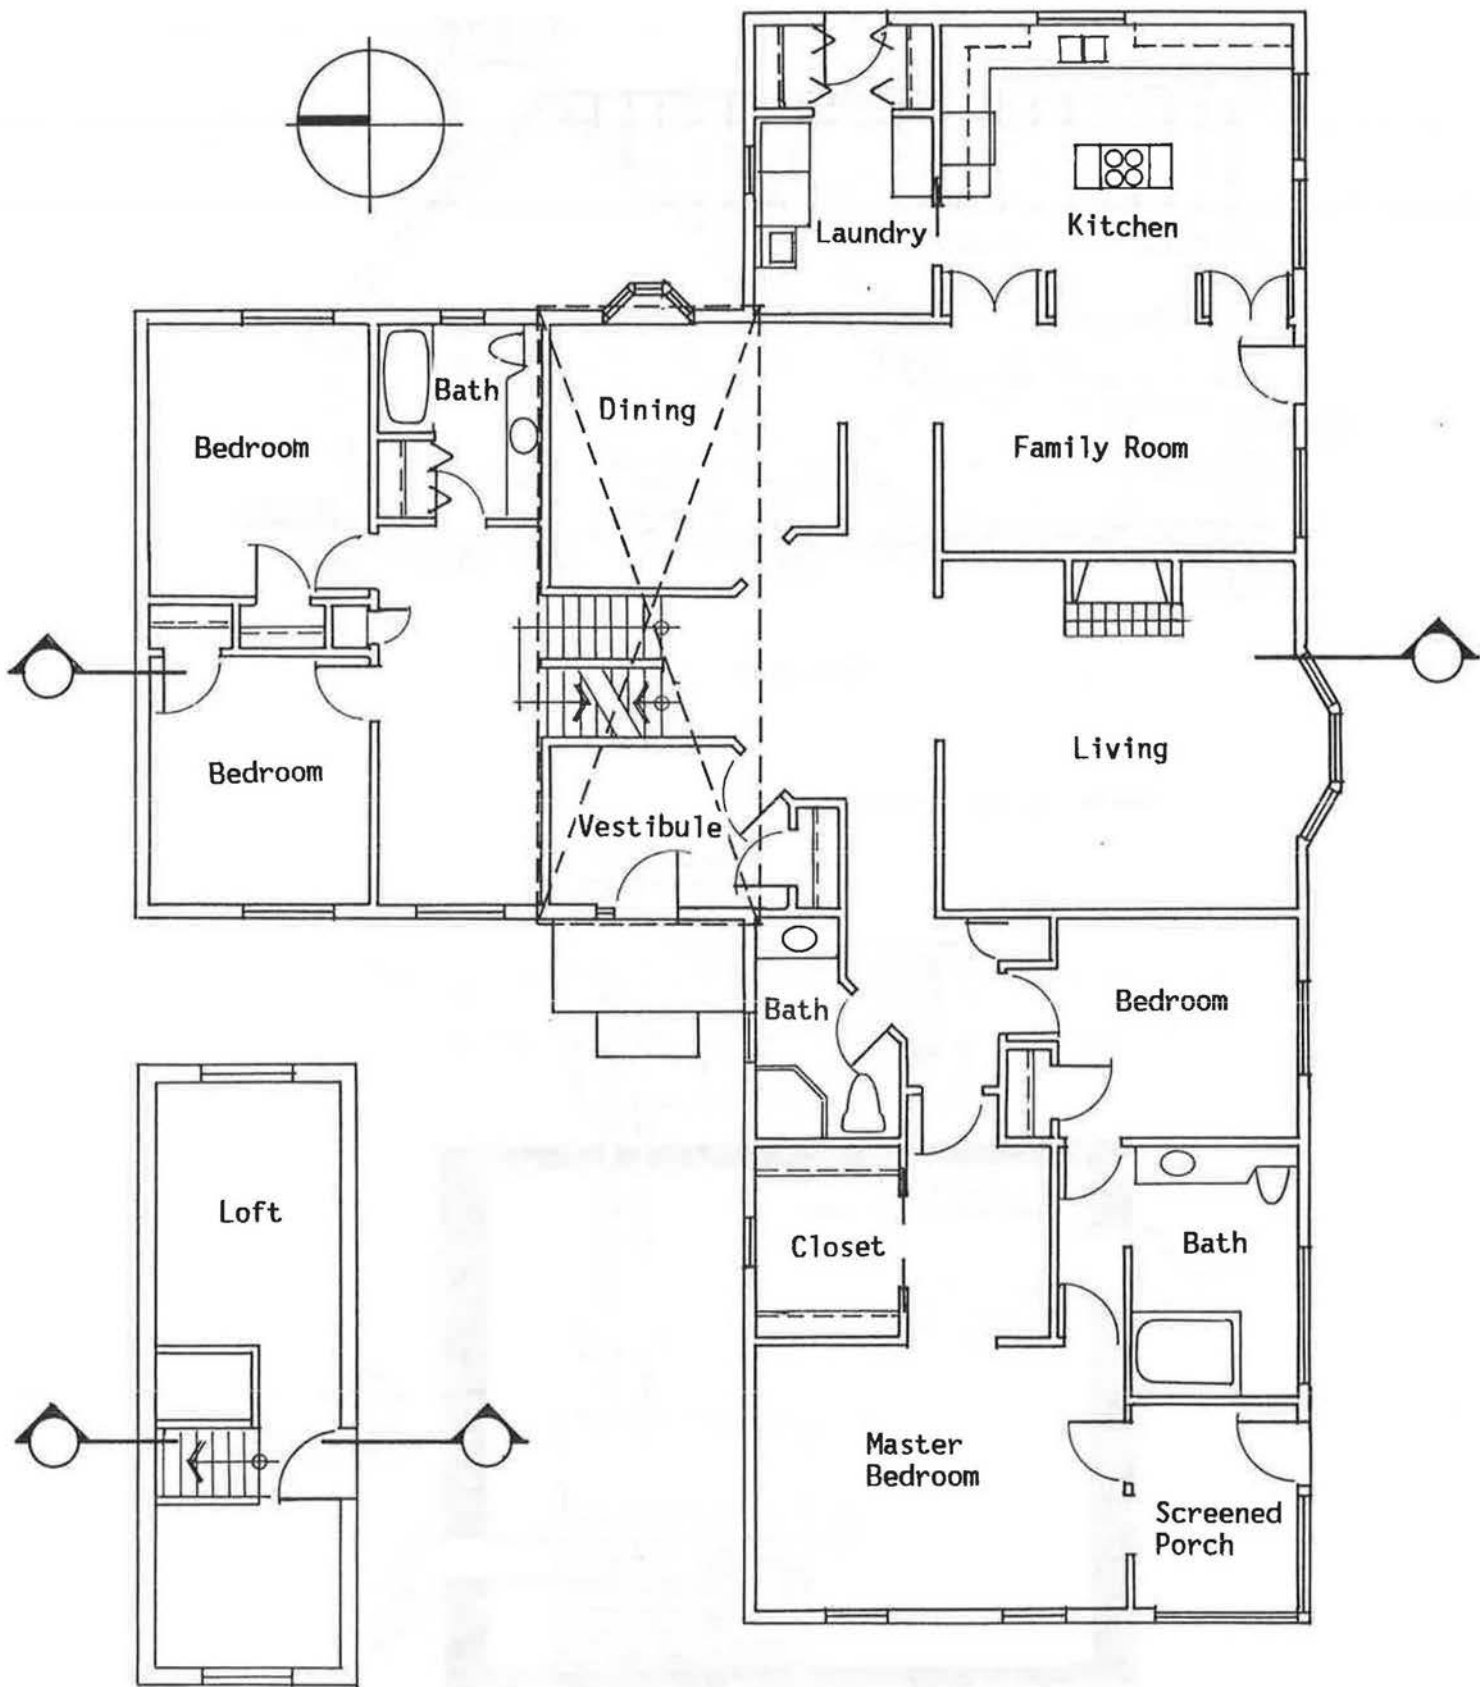 Laundry
Kitchen
Bath
Dining
Bedroom
Family Room
Living
Bedroom
Vestibule
Bedroom
Bath
Loft
Closet
Bath
Master
Bedroom
Screened
Porch